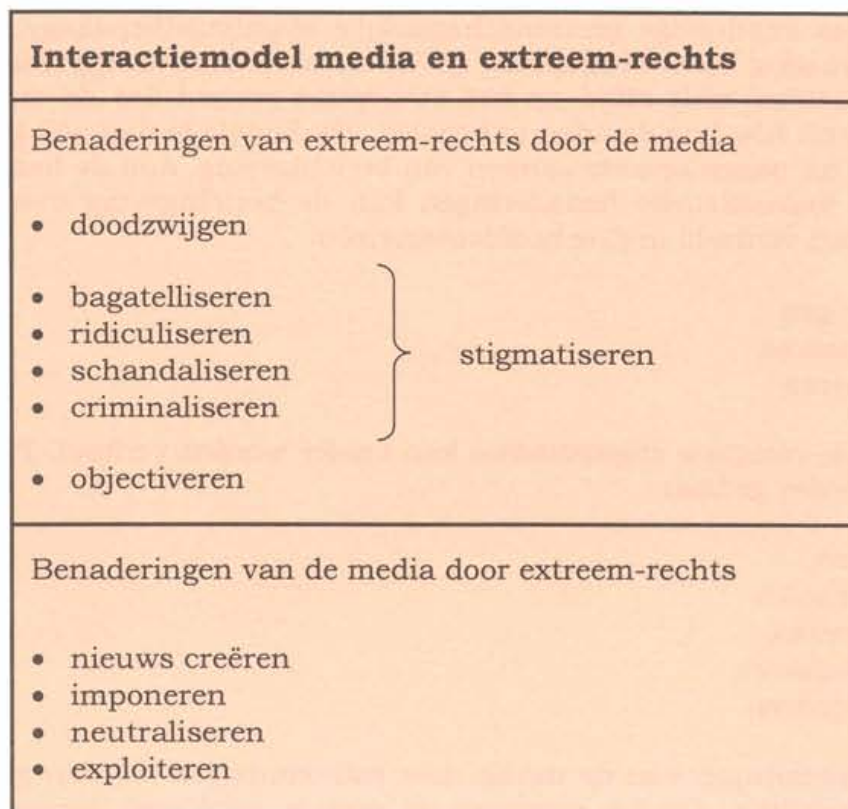 Interactiemodel media en extreem-rechts
Benaderingen van extreem-rechts door de media
• doodzwijgen
• bagatelliseren
• ridiculiseren
• schandaliseren
• criminaliseren
stigmatiseren
• objectiveren
Benaderingen van de media door extreem-rechts
• nieuws creëren
• imponeren
• neutraliseren
• exploiteren